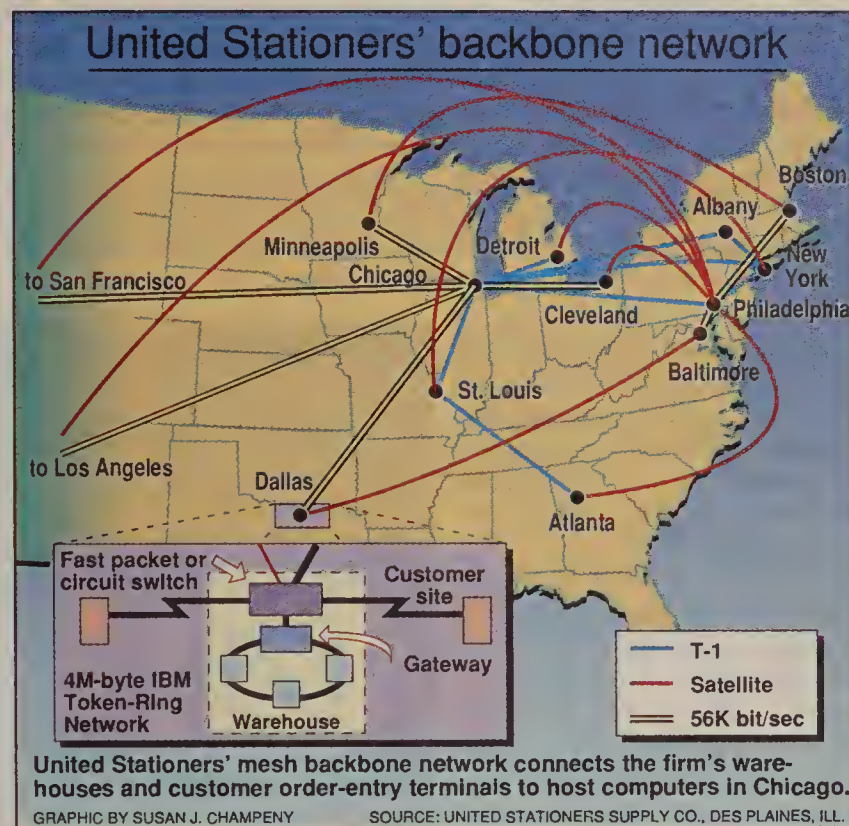 United Stationers' backbone network
Boston
Albany
Minneapolis
Detroit
New
York
to San Francisco
Chicago
Cleveland
Philadelphia
Baltimore
St. Louis
to Los Angeles
Dallas
Atlanta
Fast packet or
circuit switch
Customer
site
Gateway
4M-byte IBM
Token-Ring
Network
Warehouse
T-1
Satellite
56K bit/sec
United Stationers' mesh backbone network connects the firm's ware-
houses and customer order-entry terminals to host computers in Chicago.
GRAPHIC BY SUSAN J. CHAMPENY
SOURCE: UNITED STATIONERS SUPPLY CO., DES PLAINES, ILL.